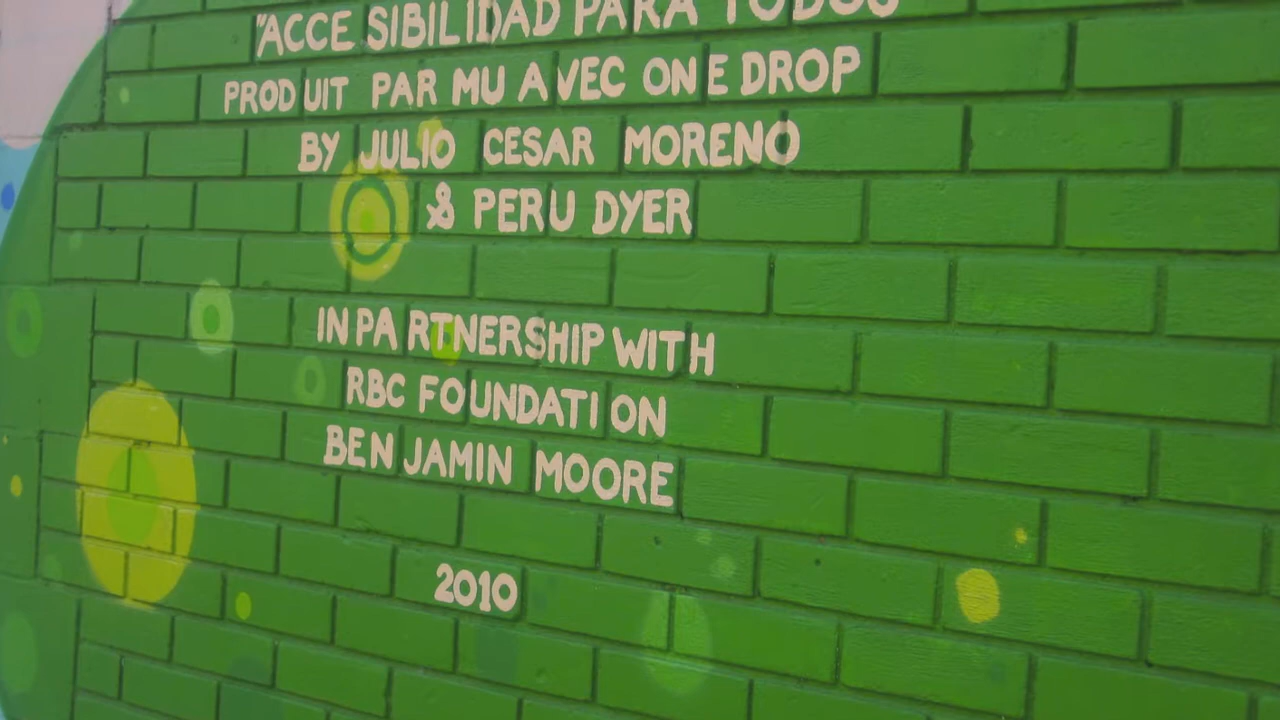 "ACCESIBILIDAD PARA TODOS
PRODUIT PAR MU AVEC ONE DROP
BY JULIO CESAR MORENO
& PERU DYER
IN PARTNERSHIP WITH
RBC FOUNDATION
BENJAMIN MOORE
2010